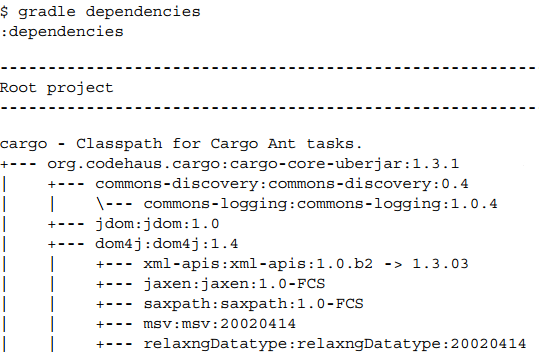 $ gradle dependencies
:dependencies
------------------------------------------------------------
Root project
------------------------------------------------------------
cargo - Classpath for Cargo Ant tasks.
+--- org.codehaus.cargo:cargo-core-uberjar:1.3.1
|    +--- commons-discovery:commons-discovery:0.4
|    |    \--- commons-logging:commons-logging:1.0.4
|    +--- jdom:jdom:1.0
|    +--- dom4j:dom4j:1.4
|    |    +--- xml-apis:xml-apis:1.0.b2 -> 1.3.03
|    |    +--- jaxen:jaxen:1.0-FCS
|    |    +--- saxpath:saxpath:1.0-FCS
|    |    +--- msv:msv:20020414
|    |    +--- relaxngDatatype:relaxngDatatype:20020414